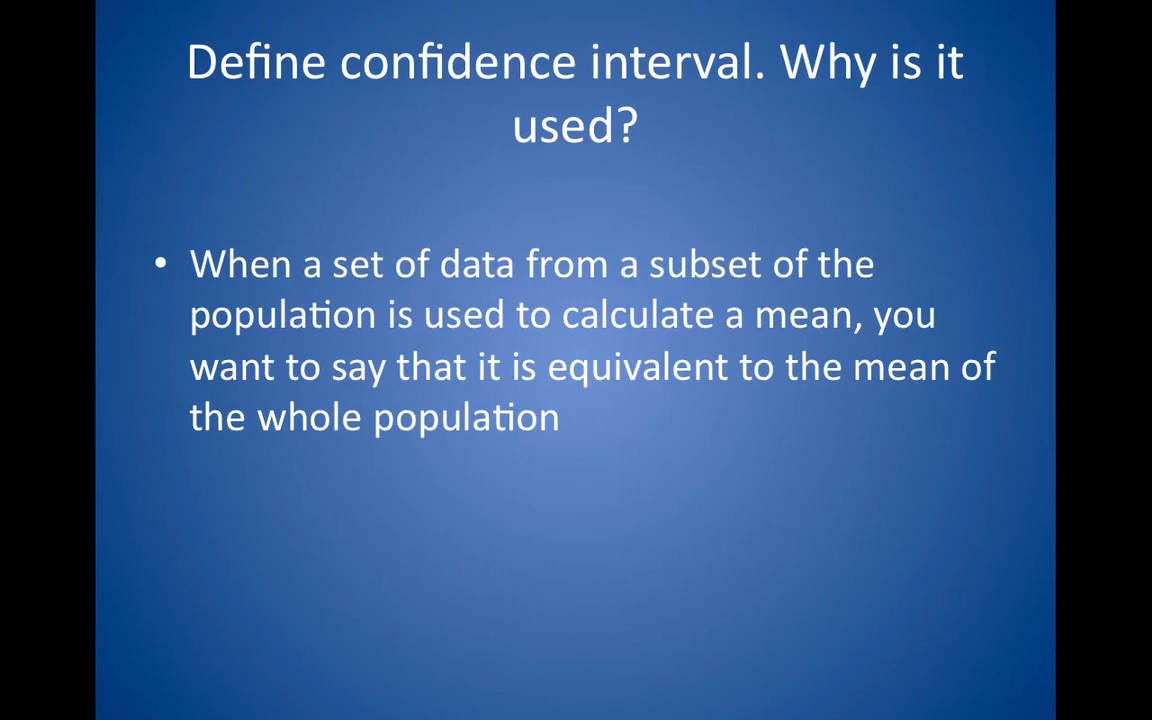 Define confidence interval. Why is it
used?
• When a set of data from a subset of the
population is used to calculate a mean, you
want to say that it is equivalent to the mean of
the whole population